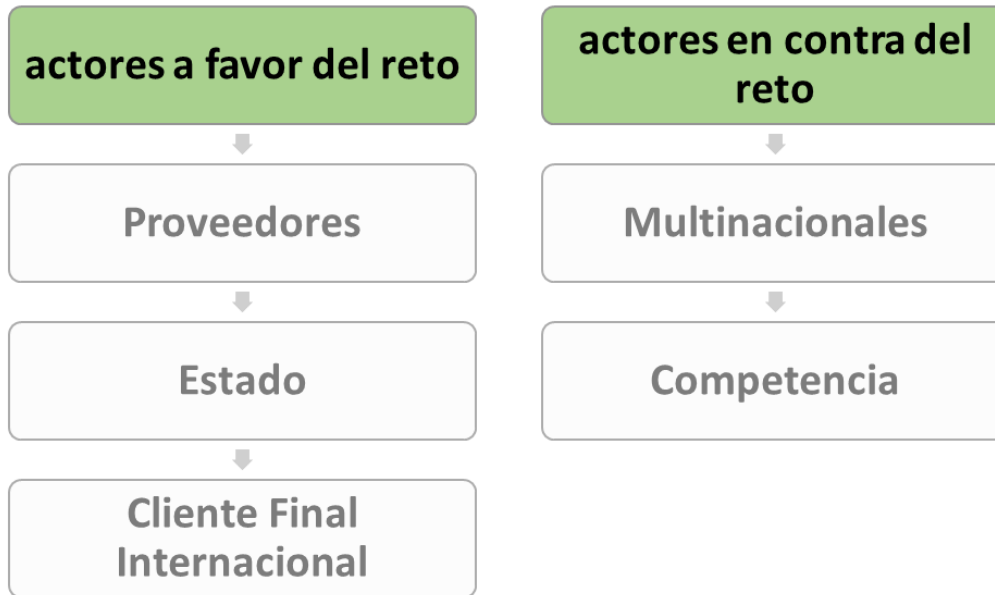 actores a favor del reto
Proveedores
Estado
Cliente Final
Internacional
actores en contra del
reto
Multinacionales
Competencia